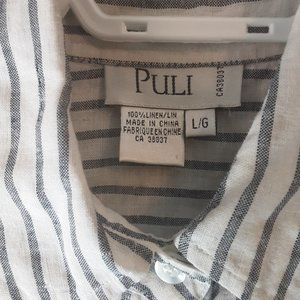 PULI
CA38037
100% LINEN/LIN
MADE IN CHINA
FABRIQUE EN CHINE
CA 38037
L/G